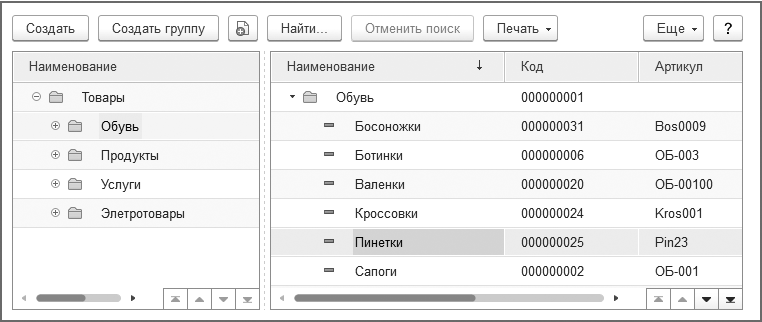 Создать Создать группу Найти... Отменить поиск Печать Еще ?
Наименование
Товары
Обувь
Продукты
Услуги
Элетротовары
Наименование Код Артикул
Обувь 000000001
Босоножки 000000031 Bos0009
Ботинки 000000006 ОБ-003
Валенки 000000020 ОБ-00100
Кроссовки 000000024 Kros001
Пинетки 000000025 Pin23
Сапоги 000000002 ОБ-001